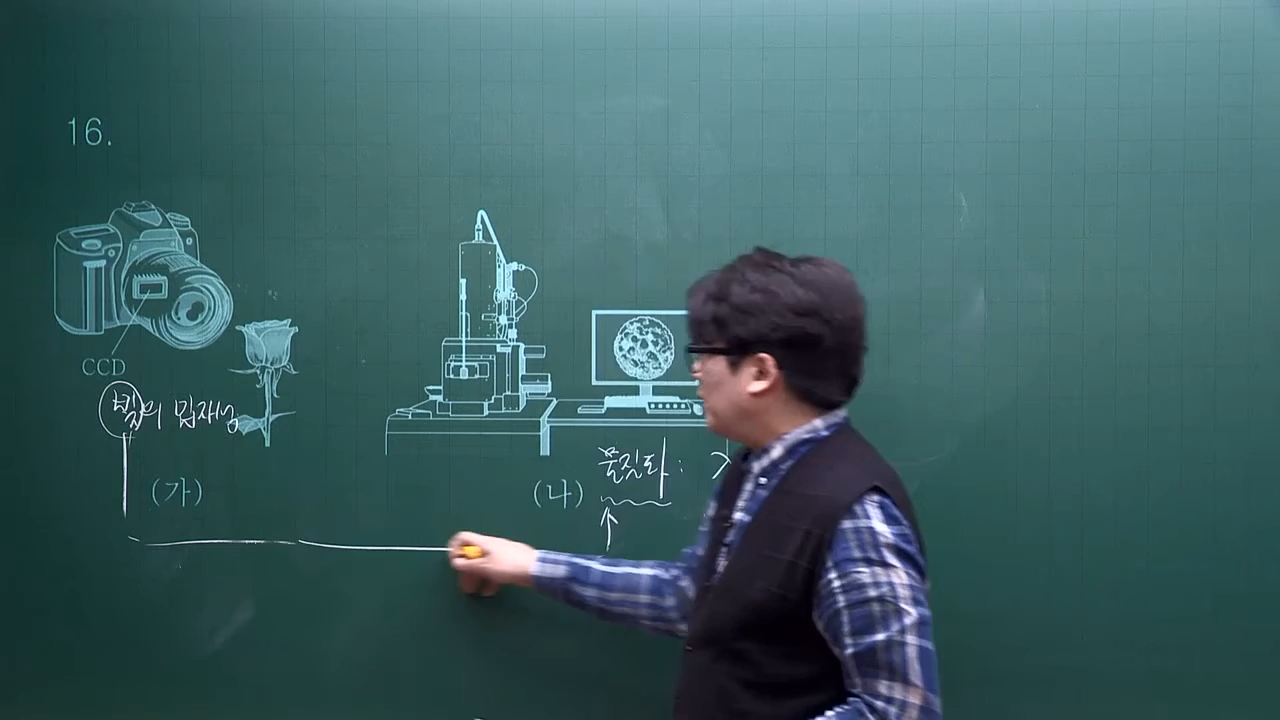 16.
CCD
빛의 입자성
(가)
물질파 : λ
(나)